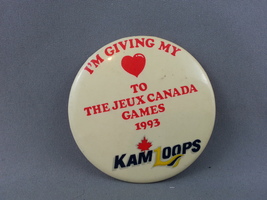 I'M GIVING MY
TO
THE JEUX CANADA
GAMES
1993
KAMLOOPS